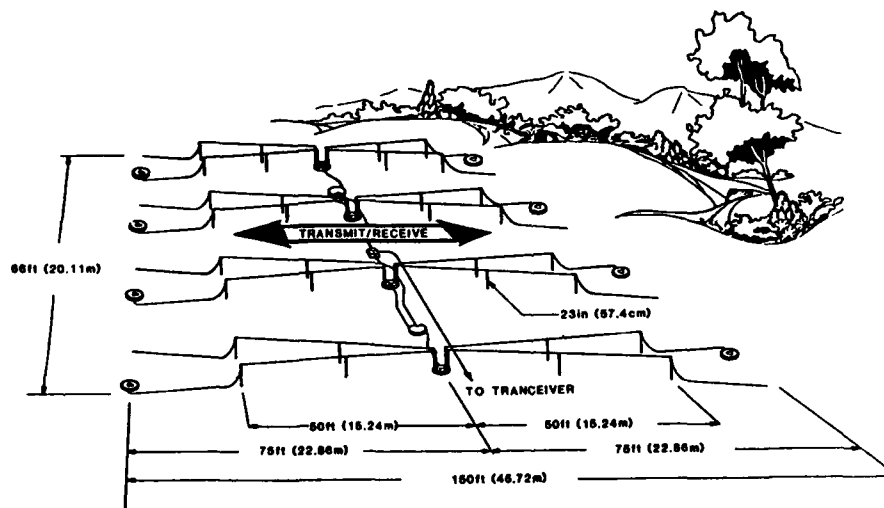 TRANSMIT/RECEIVE
66ft (20.11m)
23in (57.4cm)
TO TRANCEIVER
50ft (15.24m)
50ft (15.24m)
75ft (22.86m)
75ft (22.86m)
150ft (45.72m)